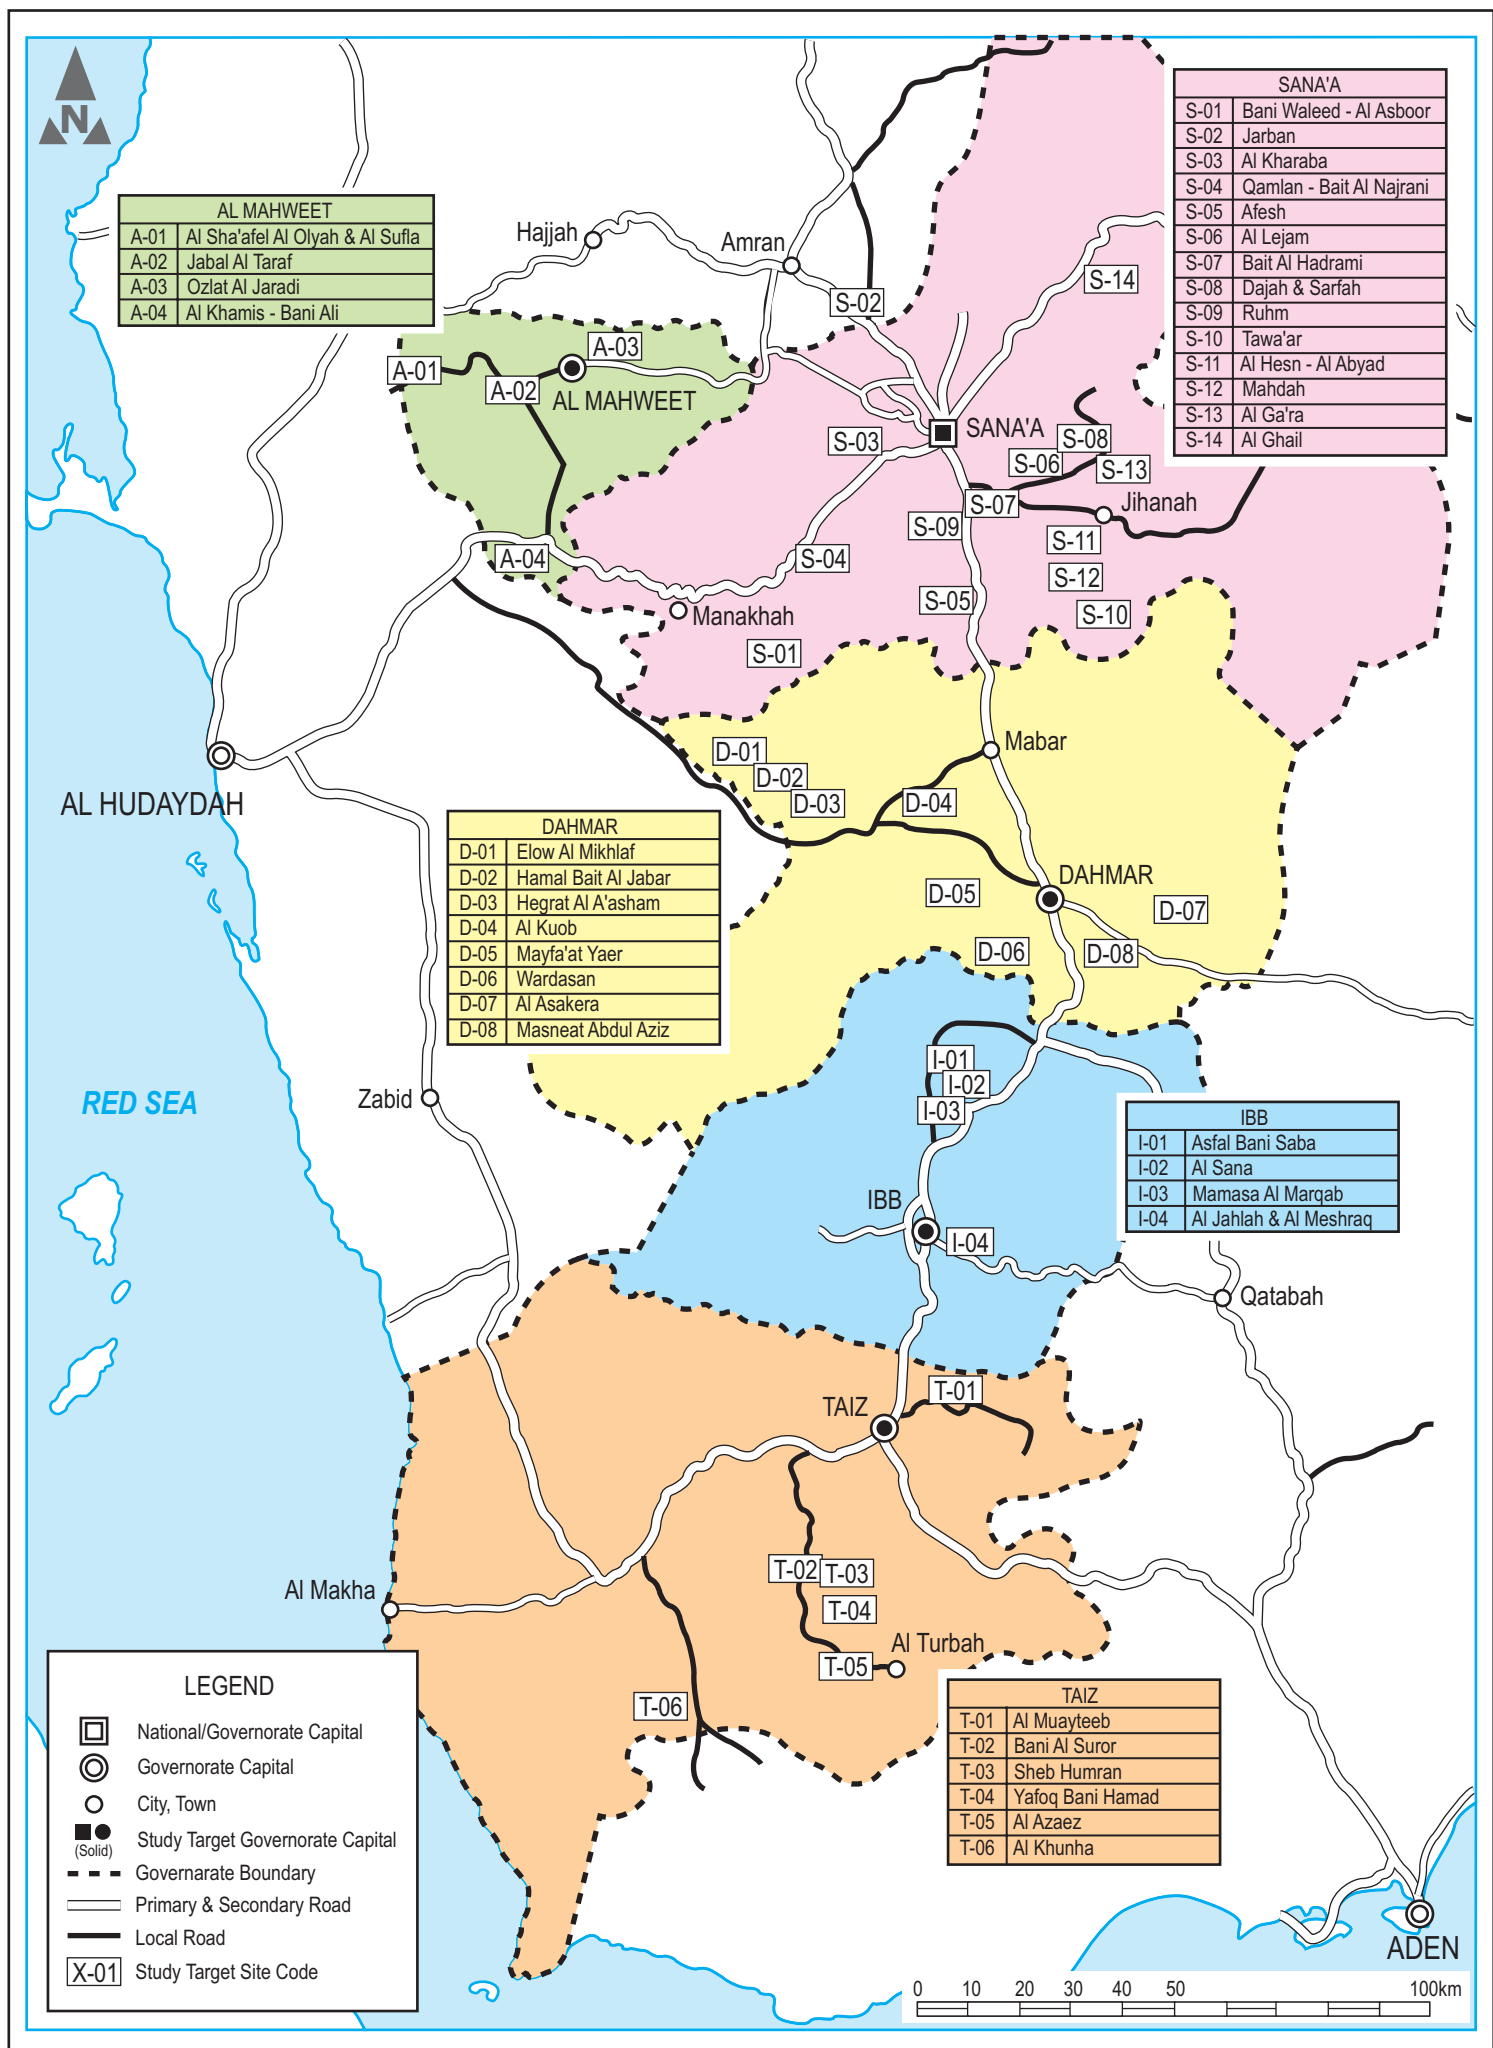 N
SANA'A
S-01 Bani Waleed - Al Asboor
S-02 Jarban
S-03 Al Kharaba
S-04 Qamlan - Bait Al Najrani
S-05 Afesh
S-06 Al Lejam
S-07 Bait Al Hadrami
S-08 Dajah & Sarfah
S-09 Ruhm
S-10 Tawa'ar
S-11 Al Hesn - Al Abyad
S-12 Mahdah
S-13 Al Ga'ra
S-14 Al Ghail
AL MAHWEET
A-01 Al Sha'afel Al Olyah & Al Sufla
A-02 Jabal Al Taraf
A-03 Ozlat Al Jaradi
A-04 Al Khamis - Bani Ali
Hajjah
Amran
S-14
S-02
A-03
A-01
A-02
AL MAHWEET
SANA'A
S-03
S-08
S-06
S-13
S-07
Jihanah
S-09
S-11
A-04
S-04
S-12
S-05
S-10
Manakhah
S-01
Mabar
D-01
D-02
D-03
D-04
AL HUDAYDAH
DAHMAR
D-01 Elow Al Mikhlaf
D-02 Hamal Bait Al Jabar
D-03 Hegrat Al A'asham
D-04 Al Kuob
D-05 Mayfa'at Yaer
D-06 Wardasan
D-07 Al Asakera
D-08 Masneat Abdul Aziz
DAHMAR
D-05
D-07
D-06
D-08
I-01
I-02
I-03
Zabid
RED SEA
IBB
I-01 Asfal Bani Saba
I-02 Al Sana
I-03 Mamasa Al Marqab
I-04 Al Jahlah & Al Meshraq
IBB
I-04
Qatabah
T-01
TAIZ
T-02
T-03
T-04
Al Makha
Al Turbah
T-05
T-06
TAIZ
T-01 Al Muayteeb
T-02 Bani Al Suror
T-03 Sheb Humran
T-04 Yafoq Bani Hamad
T-05 Al Azaez
T-06 Al Khunha
LEGEND
National/Governorate Capital
Governorate Capital
City, Town
(Solid) Study Target Governorate Capital
Governarate Boundary
Primary & Secondary Road
Local Road
X-01 Study Target Site Code
ADEN
0 10 20 30 40 50 100km